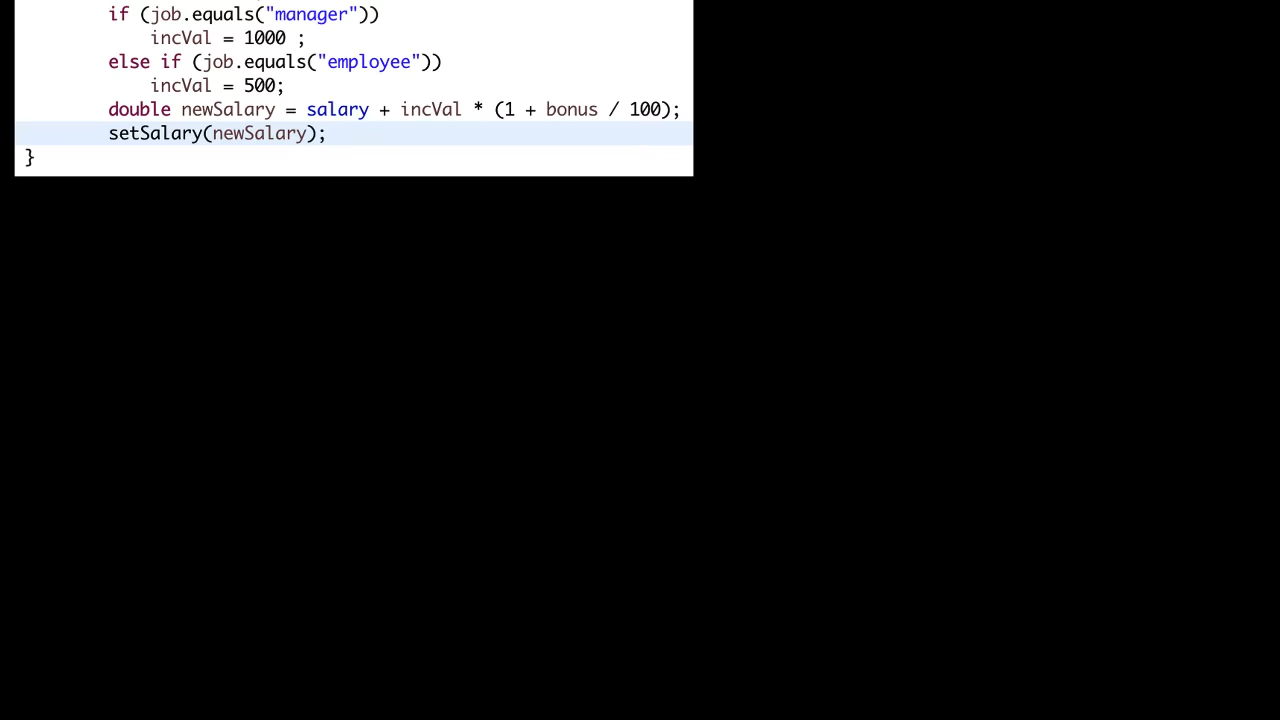 if (job.equals("manager"))
incVal = 1000 ;
else if (job.equals("employee"))
incVal = 500;
double newSalary = salary + incVal * (1 + bonus / 100);
setSalary(newSalary);
}